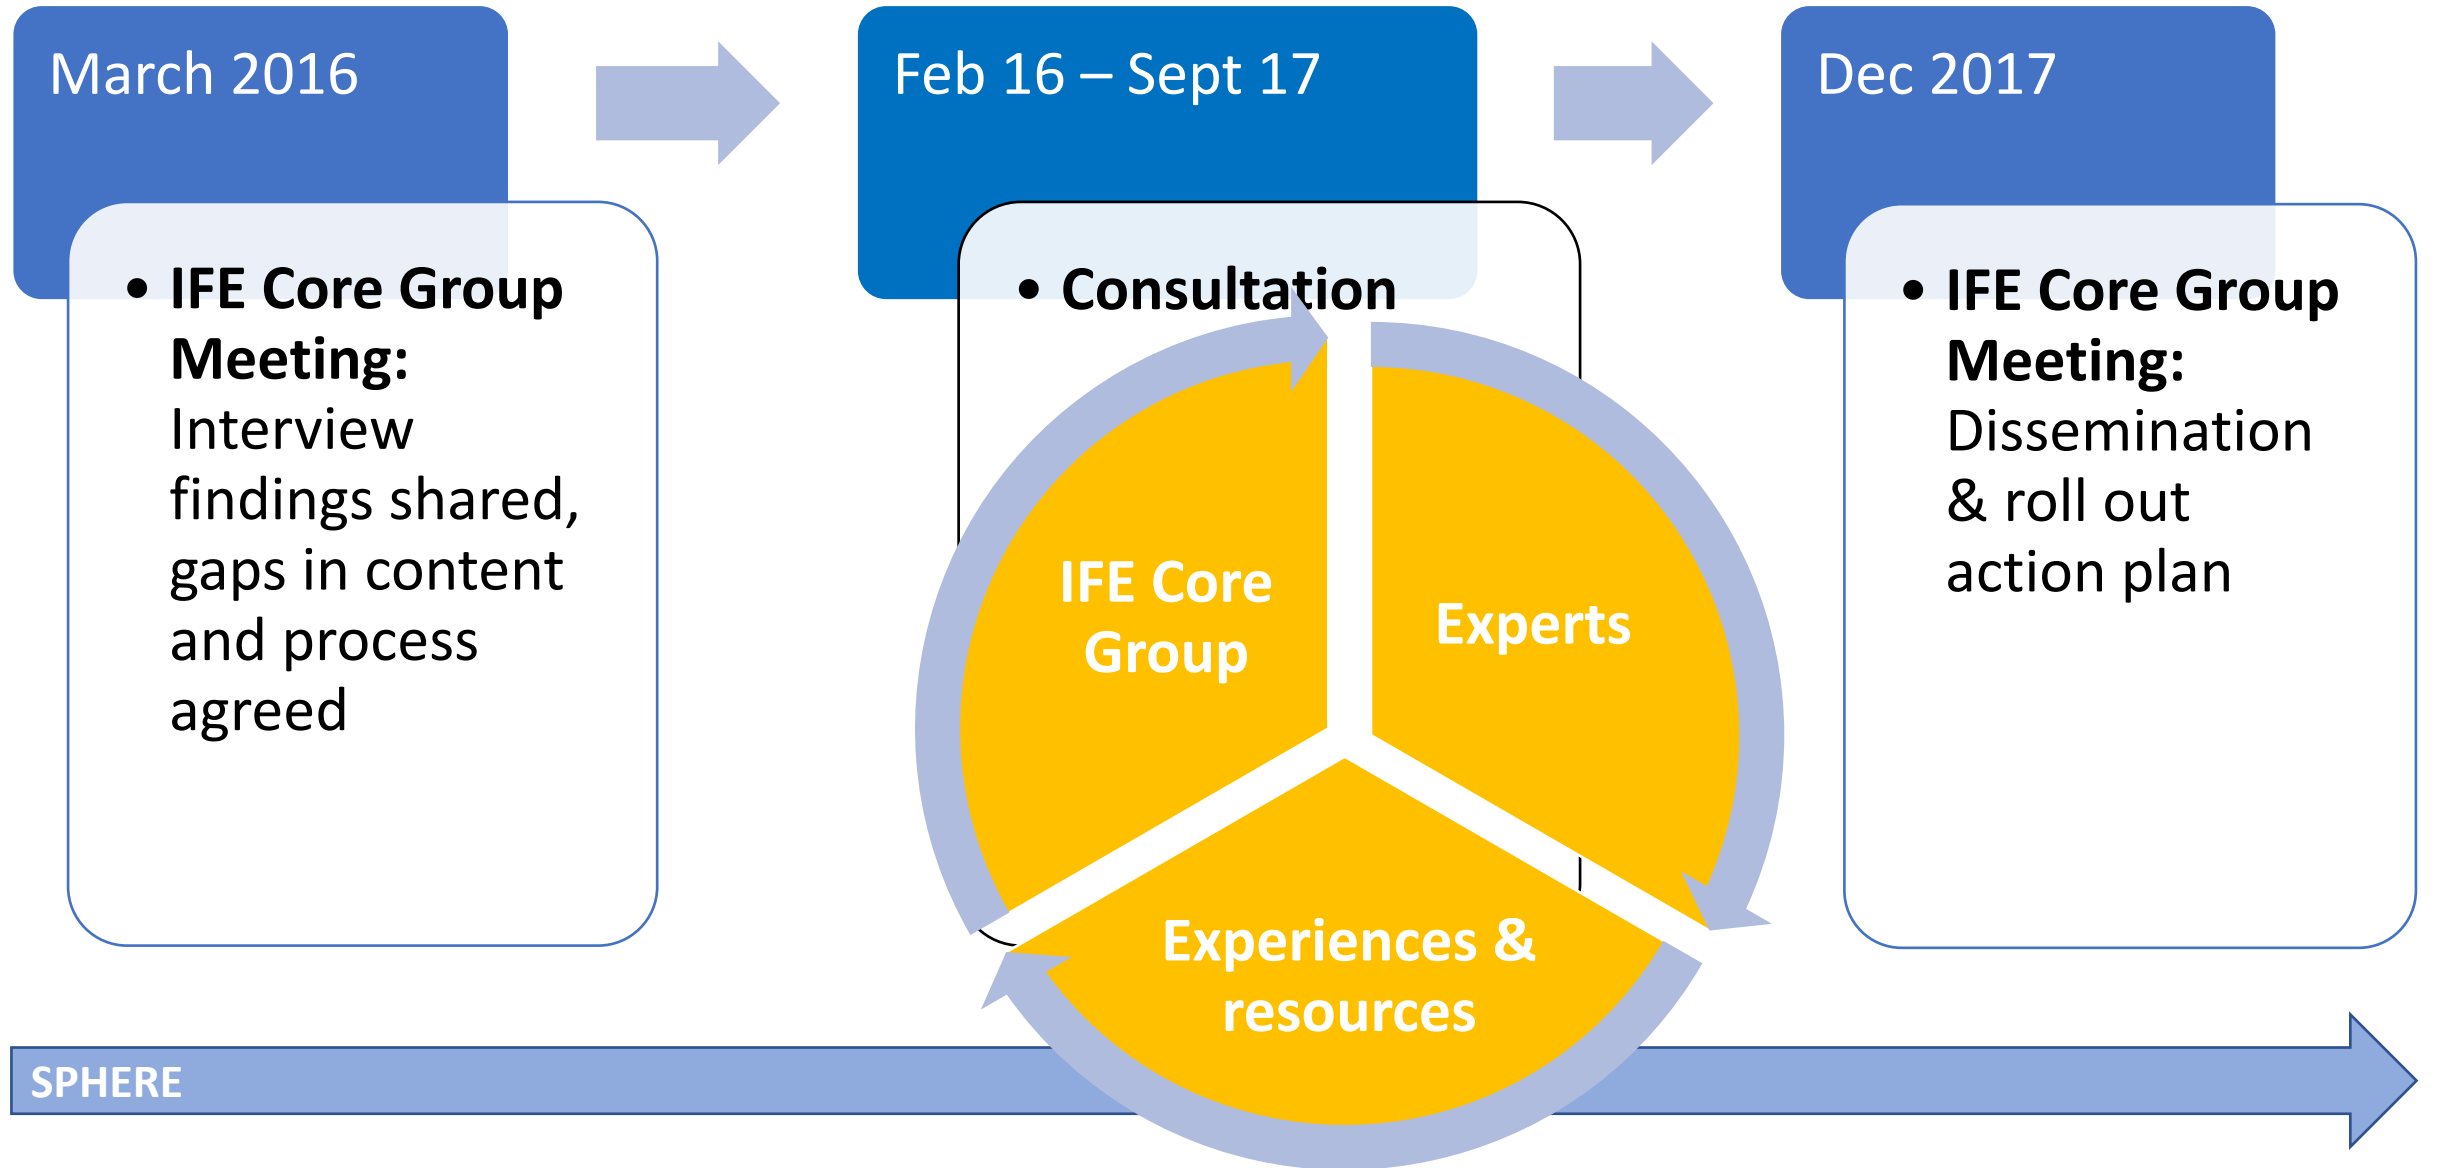 March 2016
• IFE Core Group
Meeting:
Interview
findings shared,
gaps in content
and process
agreed
Feb 16 – Sept 17
• Consultation
IFE Core
Group
Experts
Experiences &
resources
Dec 2017
• IFE Core Group
Meeting:
Dissemination
& roll out
action plan
SPHERE